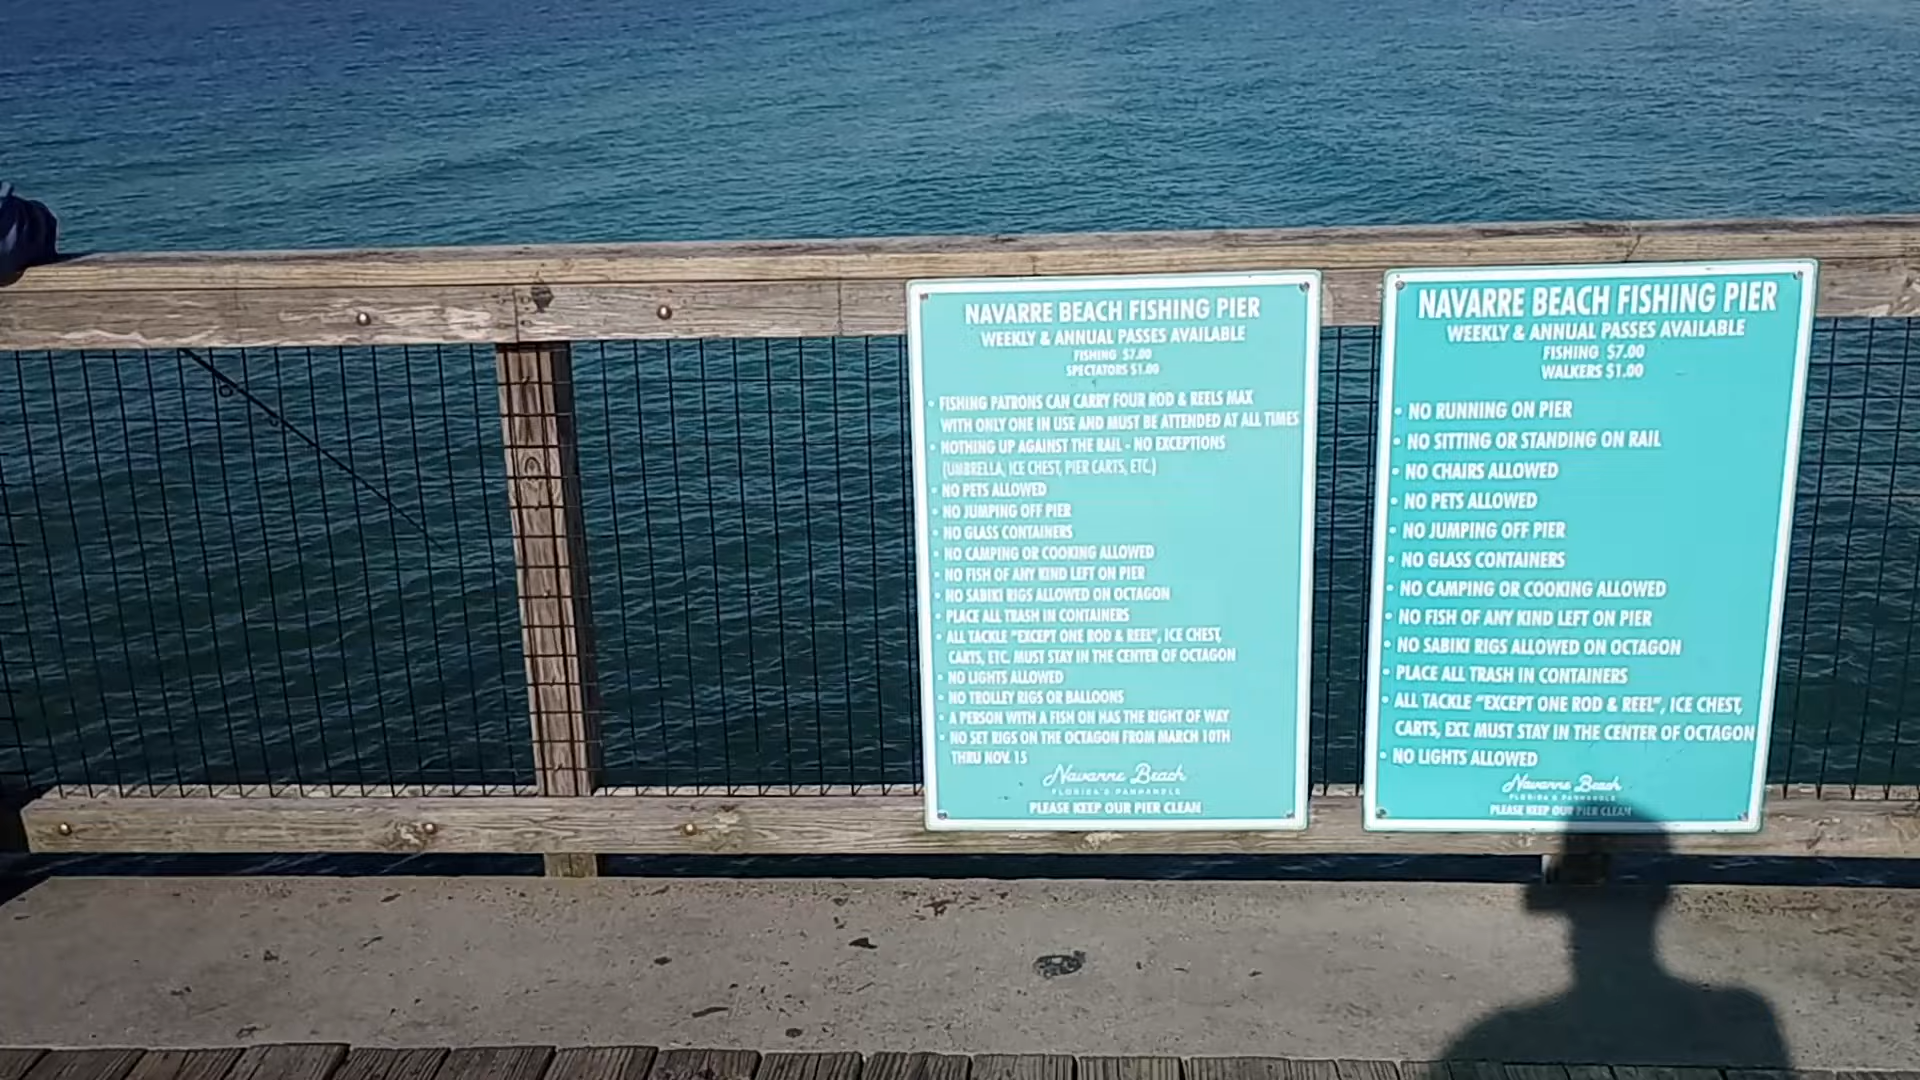 NAVARRE BEACH FISHING PIER
WEEKLY & ANNUAL PASSES AVAILABLE
FISHING $7.00
SPECTATORS $1.00
• FISHING PATRONS CAN CARRY FOUR ROD & REELS MAX
WITH ONLY ONE IN USE AND MUST BE ATTENDED AT ALL TIMES
• NOTHING UP AGAINST THE RAIL - NO EXCEPTIONS
(UMBRELLA, ICE CHEST, PIER CARTS, ETC.)
• NO PETS ALLOWED
• NO JUMPING OFF PIER
• NO GLASS CONTAINERS
• NO CAMPING OR COOKING ALLOWED
• NO FISH OF ANY KIND LEFT ON PIER
• NO SABIKI RIGS ALLOWED ON OCTAGON
• PLACE ALL TRASH IN CONTAINERS
• ALL TACKLE "EXCEPT ONE ROD & REEL", ICE CHEST,
CARTS, ETC. MUST STAY IN THE CENTER OF OCTAGON
• NO LIGHTS ALLOWED
• NO TROLLEY RIGS OR BALLOONS
• A PERSON WITH A FISH ON HAS THE RIGHT OF WAY
• NO SET RIGS ON THE OCTAGON FROM MARCH 10TH
THRU NOV. 15
Navarre Beach
FLORIDA'S PANHANDLE
PLEASE KEEP OUR PIER CLEAN
NAVARRE BEACH FISHING PIER
WEEKLY & ANNUAL PASSES AVAILABLE
FISHING $7.00
WALKERS $1.00
• NO RUNNING ON PIER
• NO SITTING OR STANDING ON RAIL
• NO CHAIRS ALLOWED
• NO PETS ALLOWED
• NO JUMPING OFF PIER
• NO GLASS CONTAINERS
• NO CAMPING OR COOKING ALLOWED
• NO FISH OF ANY KIND LEFT ON PIER
• NO SABIKI RIGS ALLOWED ON OCTAGON
• PLACE ALL TRASH IN CONTAINERS
• ALL TACKLE "EXCEPT ONE ROD & REEL", ICE CHEST,
CARTS, EXT. MUST STAY IN THE CENTER OF OCTAGON
• NO LIGHTS ALLOWED
Navarre Beach
FLORIDA'S PANHANDLE
PLEASE KEEP OUR PIER CLEAN